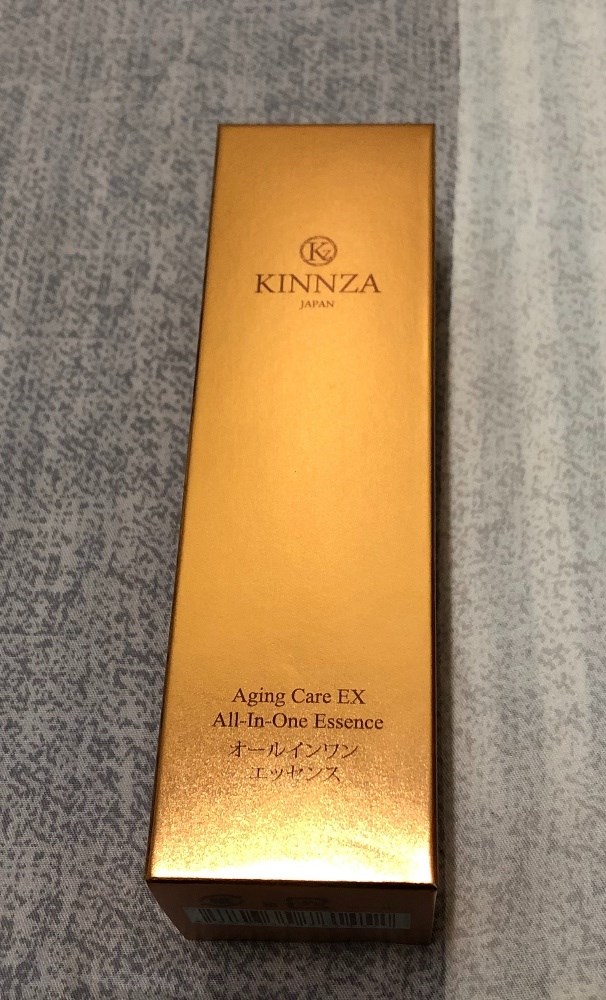 Kz
KINNZA
JAPAN
Aging Care EX
All-In-One Essence
オールインワン
エッセンス